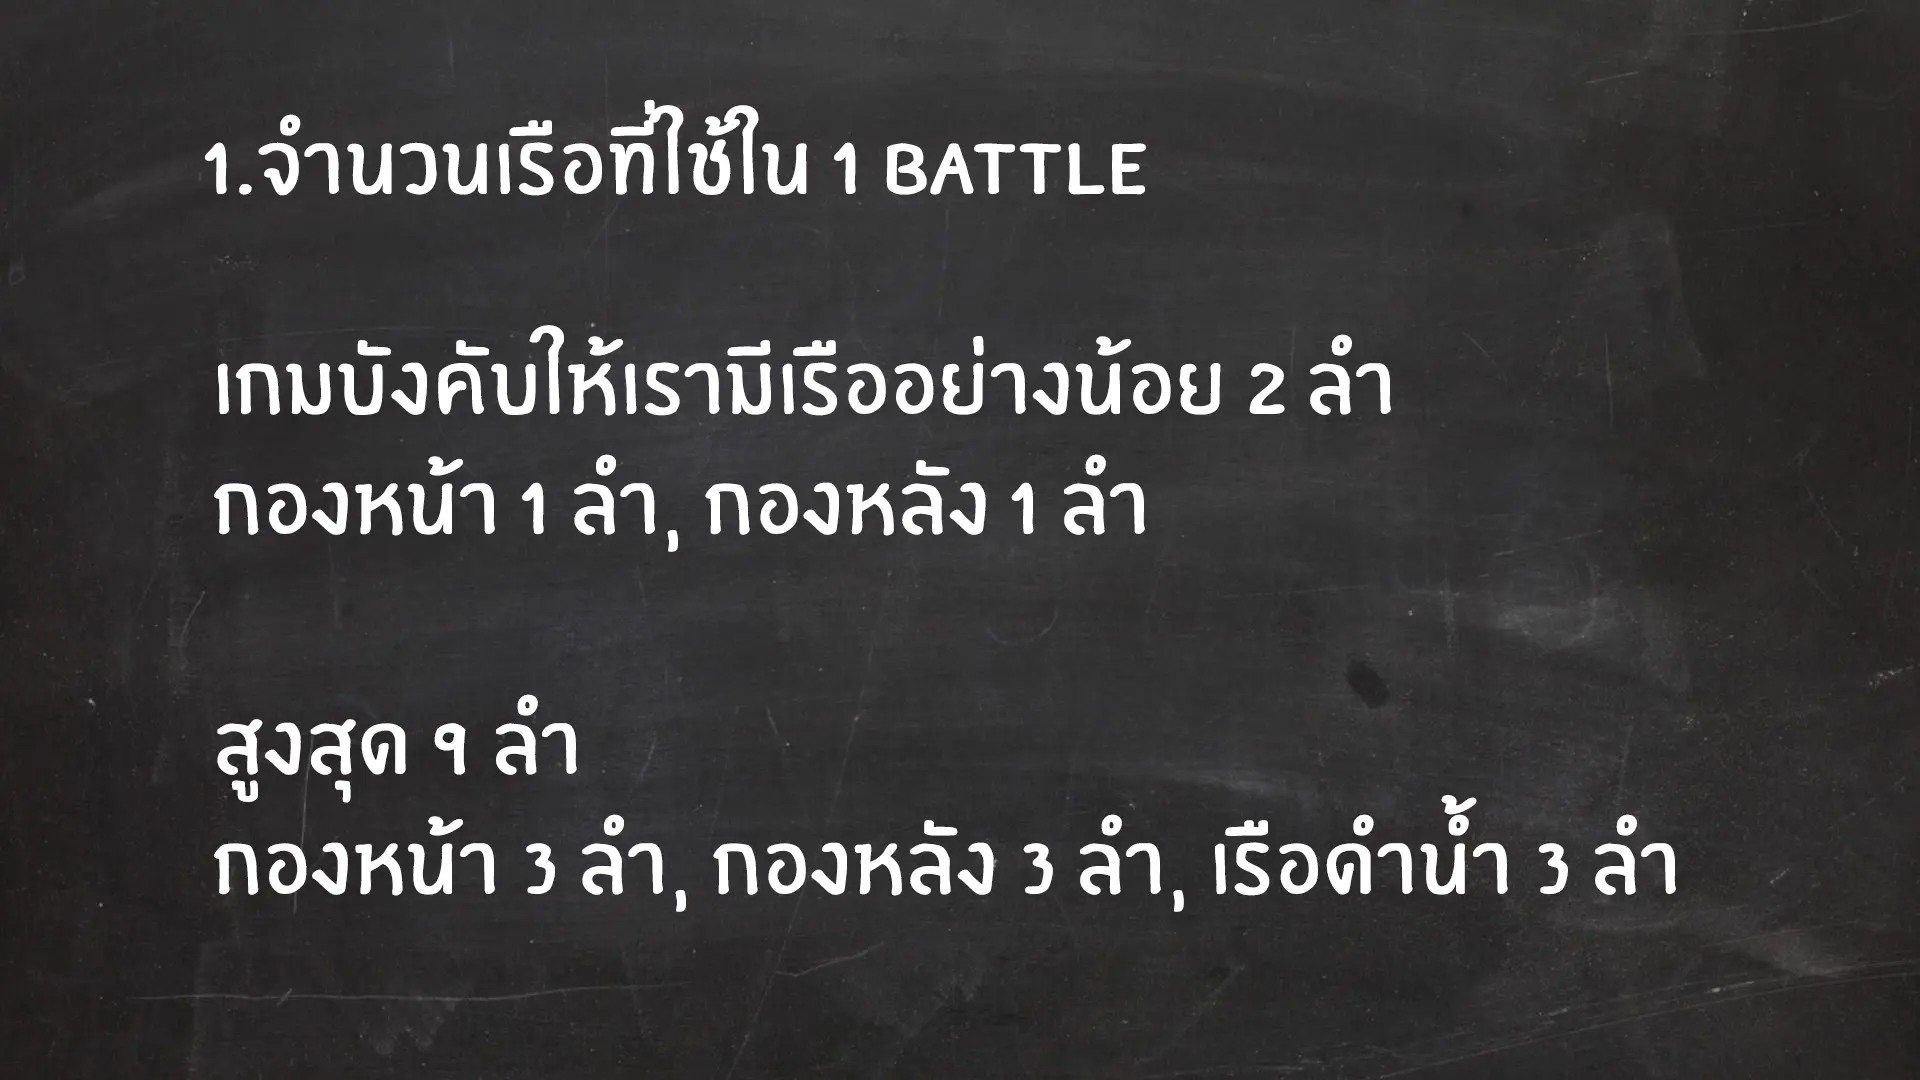 1.จำนวนเรือที่ใช้ใน 1 BATTLE
เกมบังคับให้เรามีเรืออย่างน้อย 2 ลำ
กองหน้า 1 ลำ, กองหลัง 1 ลำ
สูงสุด 9 ลำ
กองหน้า 3 ลำ, กองหลัง 3 ลำ, เรือดำน้ำ 3 ลำ